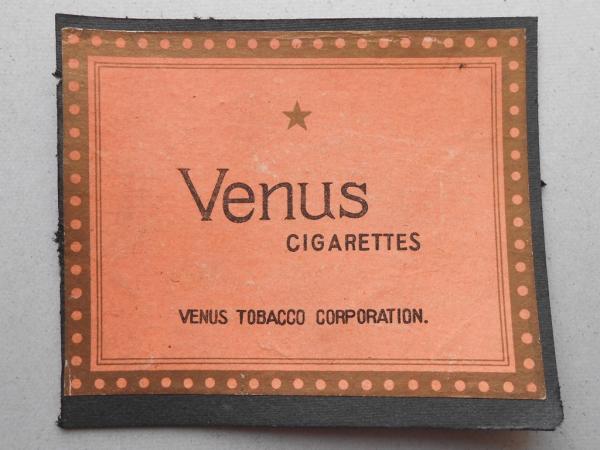 Venus
CIGARETTES
VENUS TOBACCO CORPORATION.